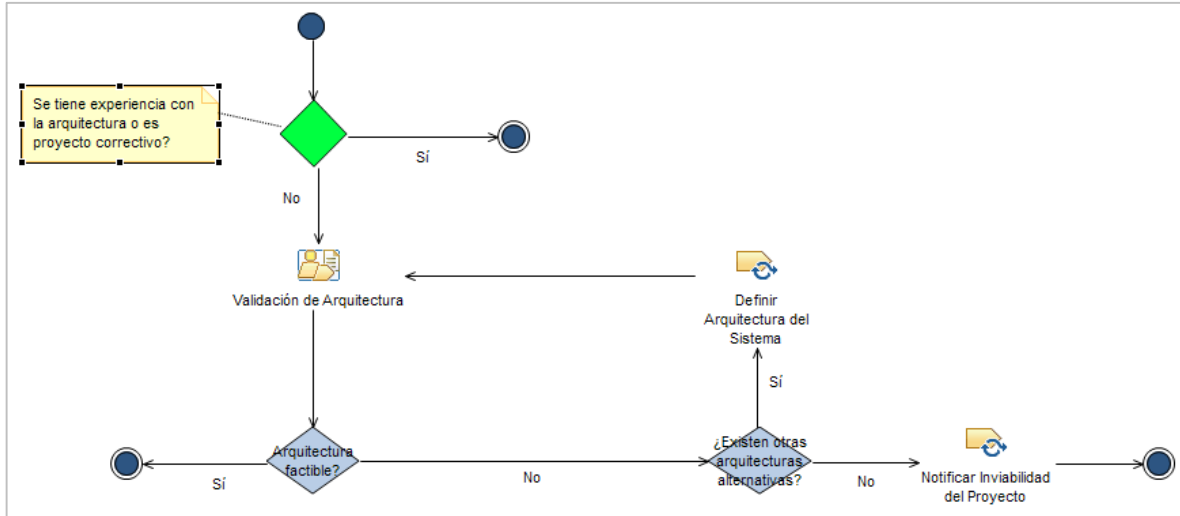 Se tiene experiencia con
la arquitectura o es
proyecto correctivo?
Sí
No
Validación de Arquitectura
Definir
Arquitectura del
Sistema
Sí
Arquitectura
factible?
Sí
No
¿Existen otras
arquitecturas
alternativas?
No
Notificar Inviabilidad
del Proyecto